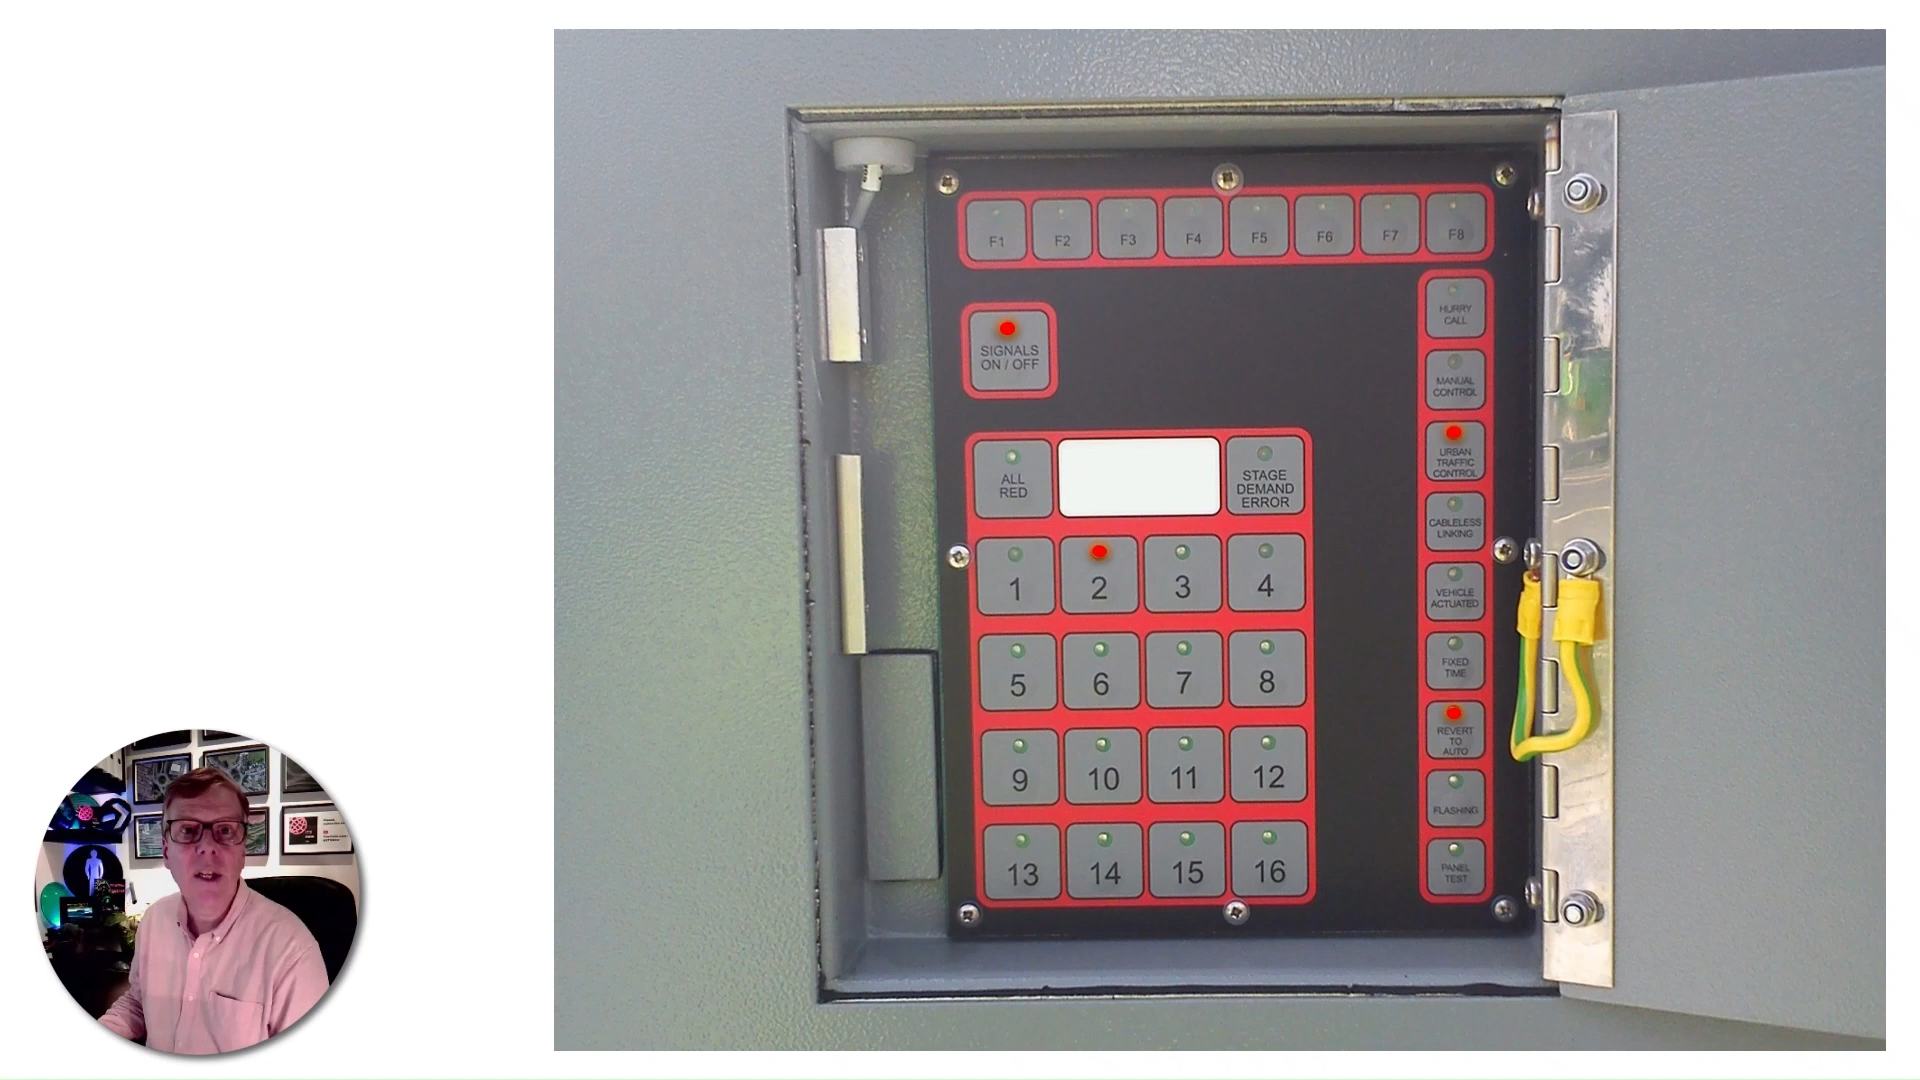 F1 F2 F3 F4 F5 F6 F7 F8
HURRY
CALL
SIGNALS
ON / OFF
MANUAL
CONTROL
URBAN
TRAFFIC
CONTROL
ALL
RED
STAGE
DEMAND
ERROR
CABLELESS
LINKING
1 2 3 4
VEHICLE
ACTUATED
5 6 7 8
FIXED
TIME
REVERT
TO
AUTO
9 10 11 12
FLASHING
13 14 15 16
PANEL
TEST